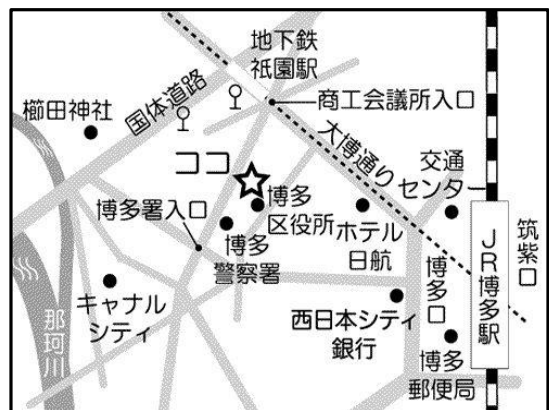 地下鉄
祇園駅
商工会議所入口
国体道路
櫛田神社
大博通り
交通
センター
ココ
博多
区役所
博多署入口
博多
警察署
ホテル
日航
筑紫口
JR博多駅
博多口
キャナル
シティ
西日本シティ
銀行
那珂川
博多
郵便局